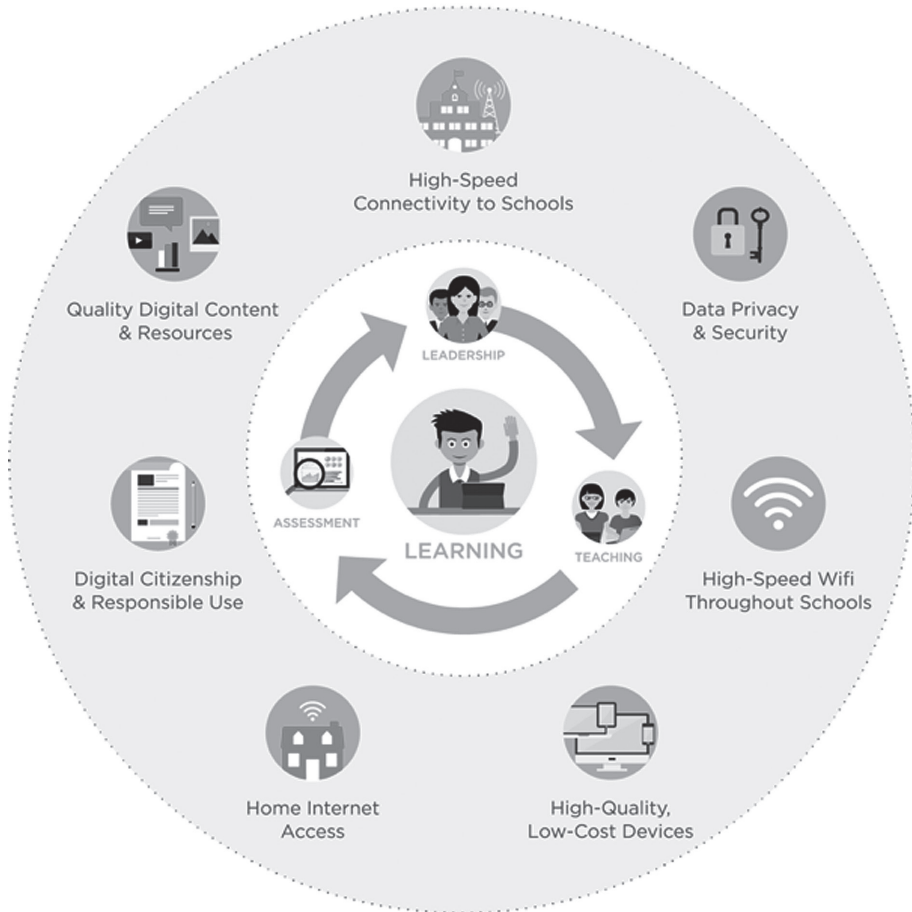 High-Speed
Connectivity to Schools
Data Privacy
& Security
High-Speed Wifi
Throughout Schools
High-Quality,
Low-Cost Devices
Home Internet
Access
Digital Citizenship
& Responsible Use
Quality Digital Content
& Resources
LEADERSHIP
TEACHING
ASSESSMENT
LEARNING